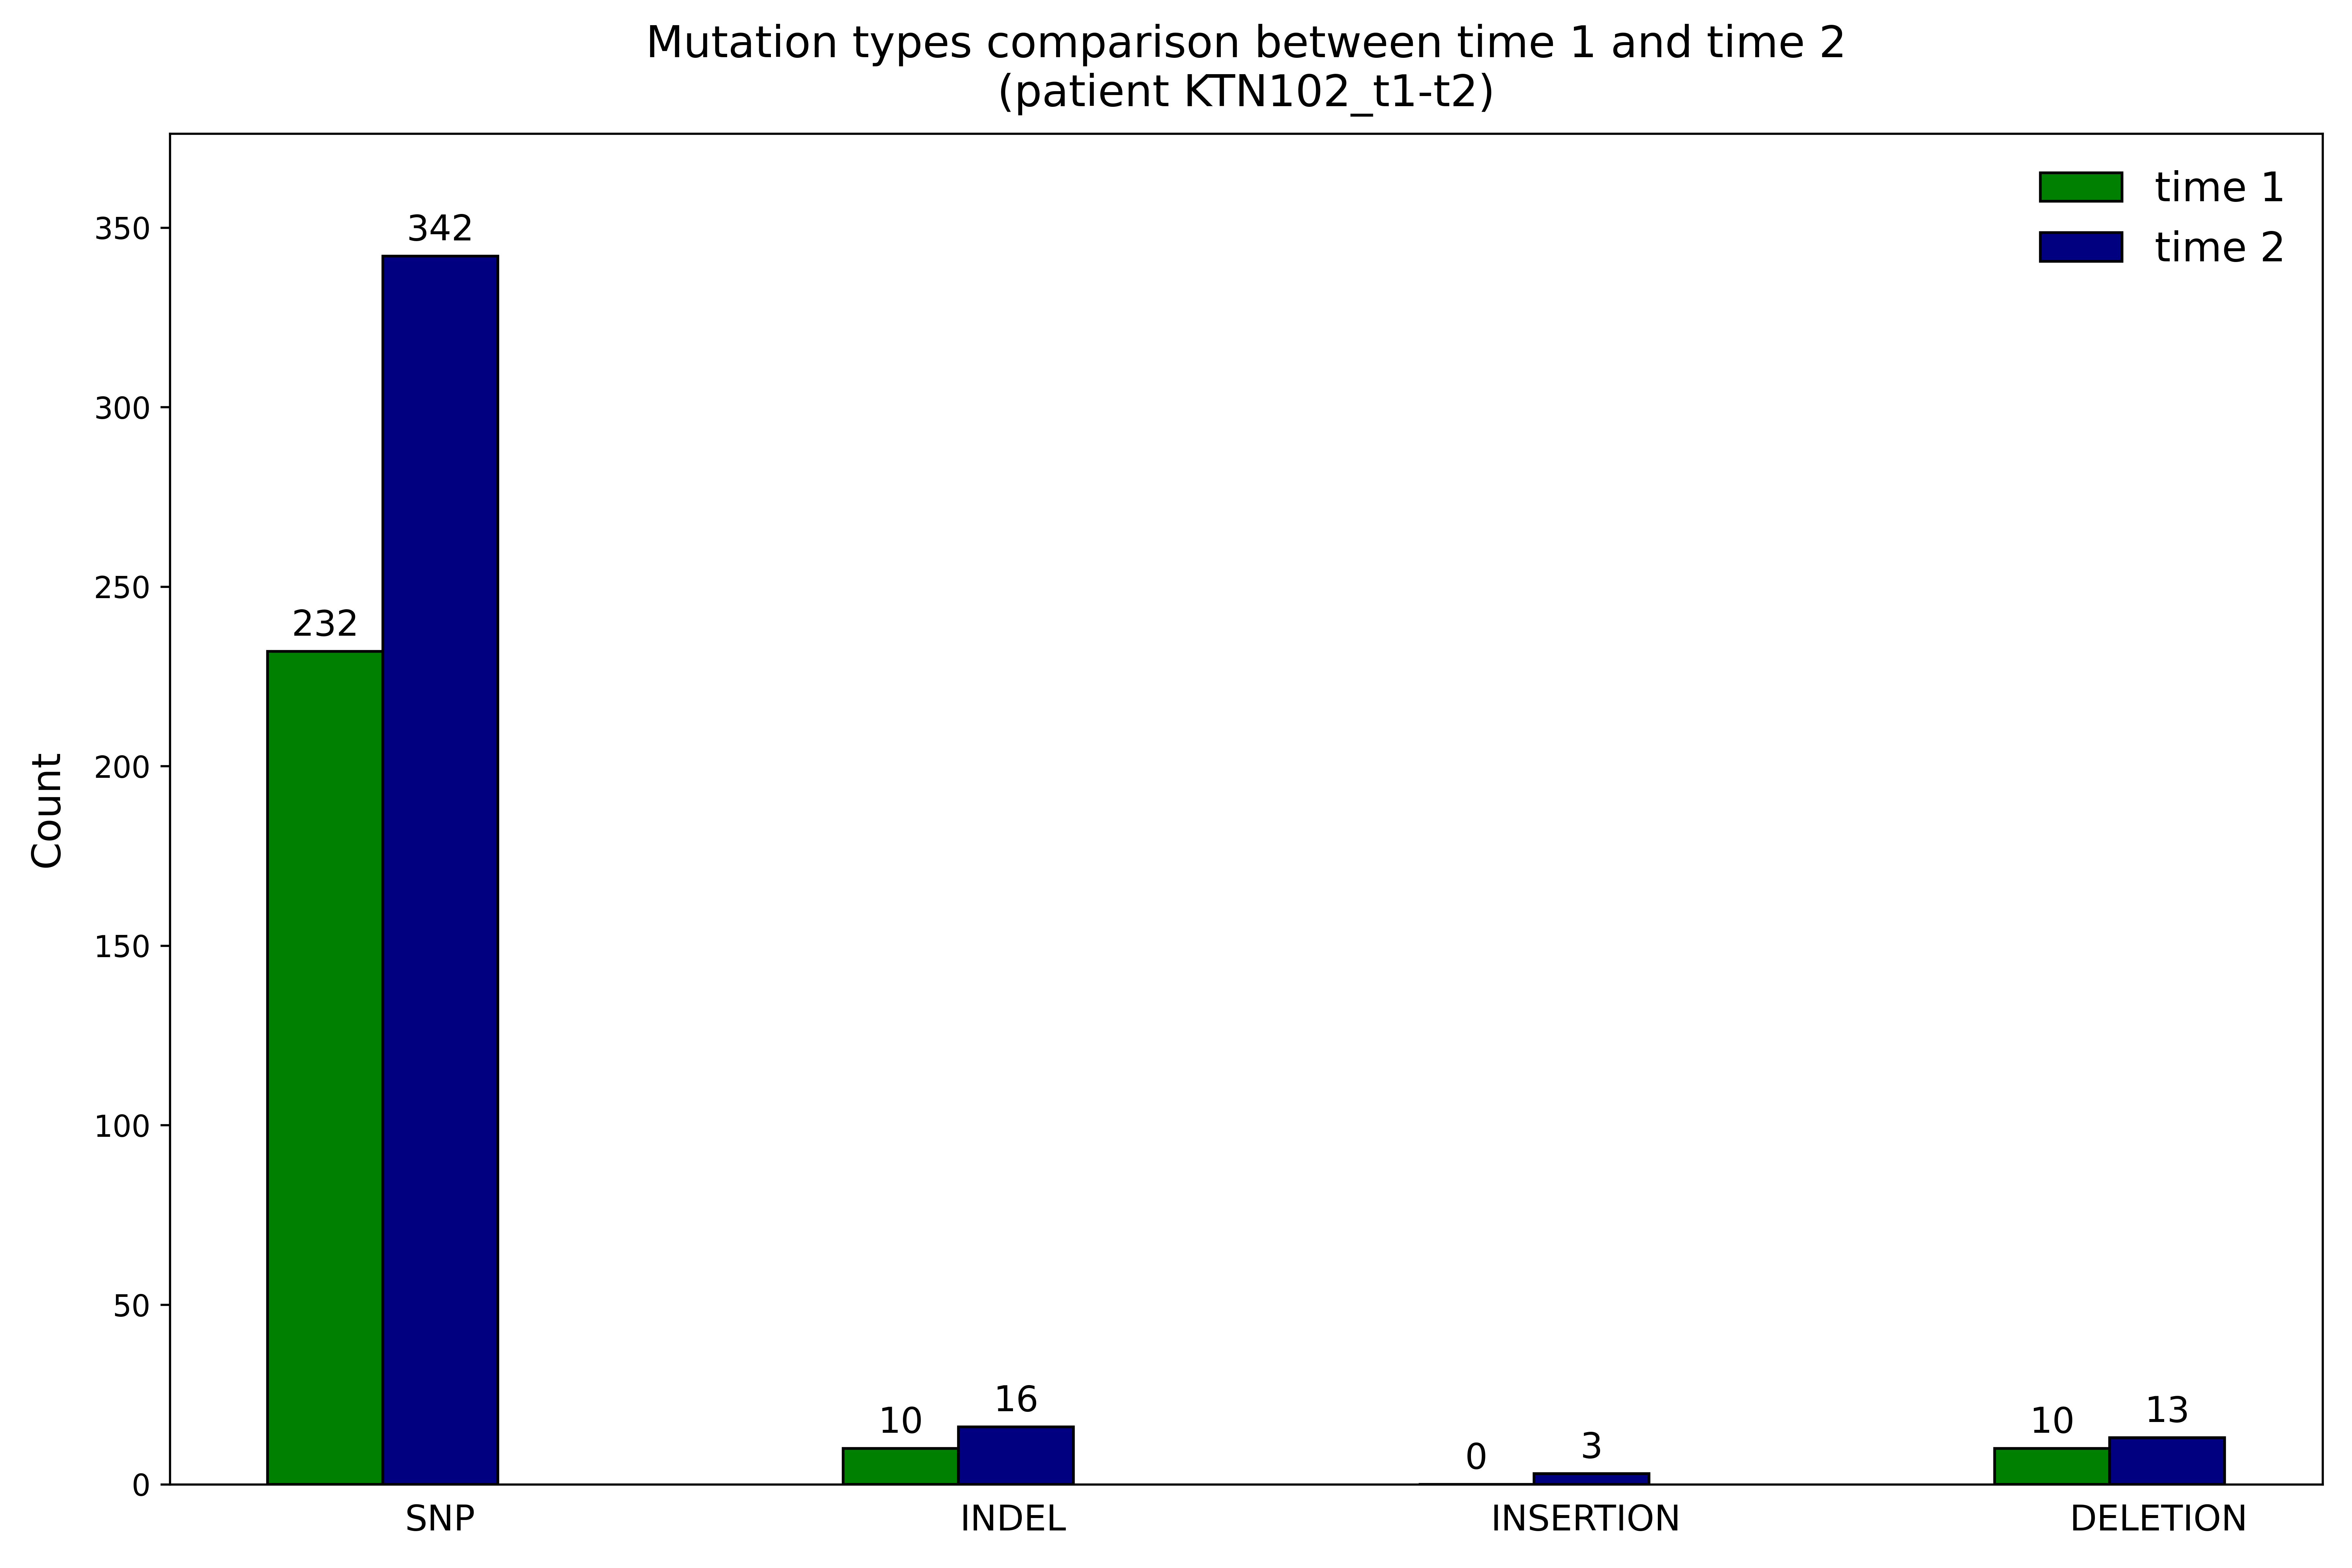 Mutation types comparison between time 1 and time 2
(patient KTN102_t1-t2)
time 1
time 2
Count
350
300
250
200
150
100
50
0
232
342
10
16
0
3
10
13
SNP
INDEL
INSERTION
DELETION